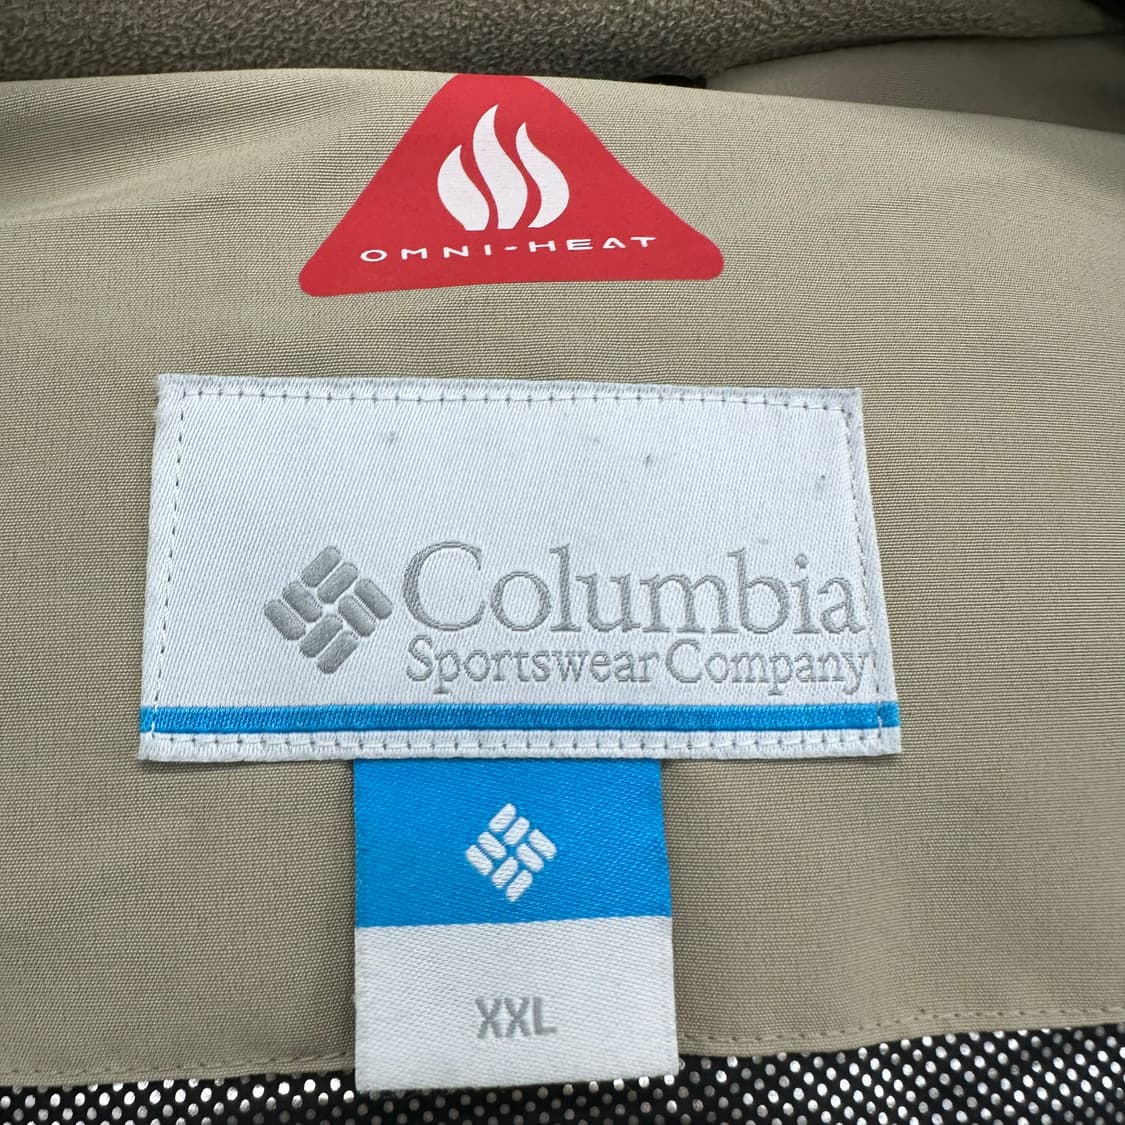 OMNI-HEAT
Columbia
Sportswear Company
XXL